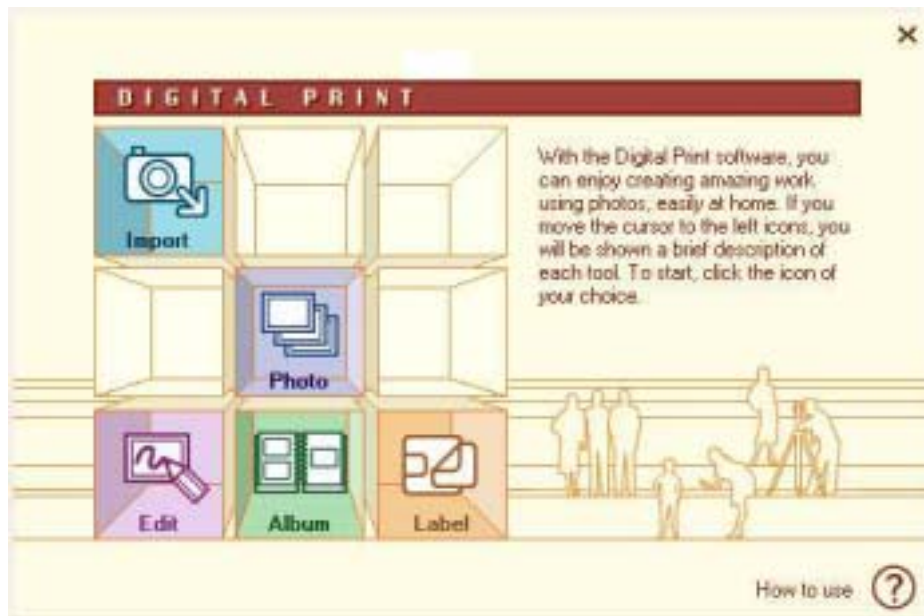 DIGITAL PRINT
Import
With the Digital Print software, you
can enjoy creating amazing work
using photos, easily at home. If you
move the cursor to the left icons, you
will be shown a brief description of
each tool. To start, click the icon of
your choice.
Photo
Edit
Album
Label
How to use ?